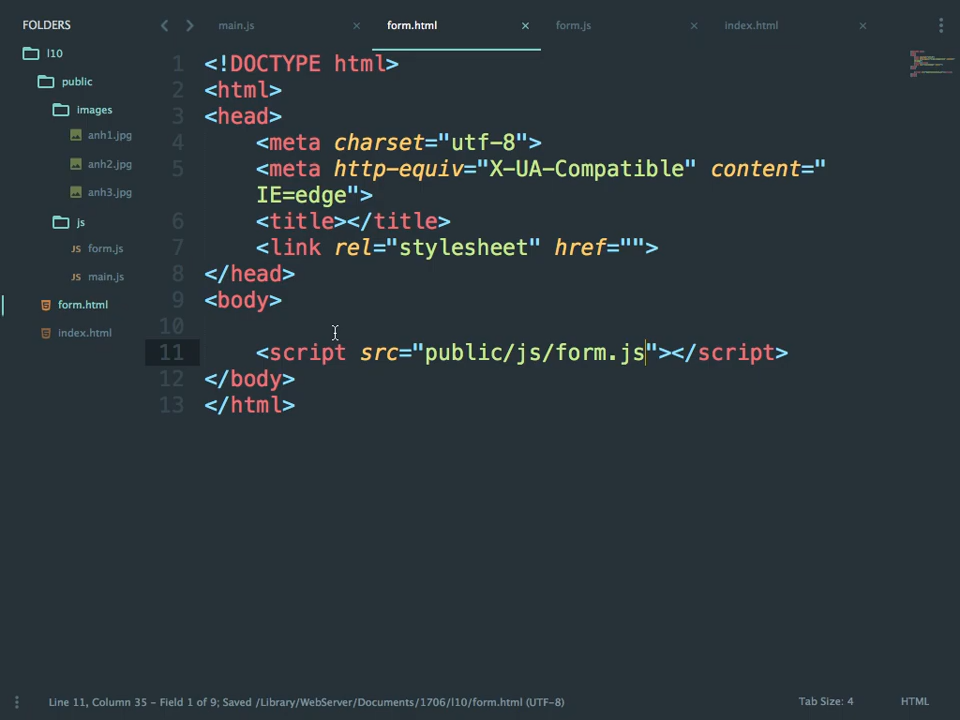 FOLDERS
l10
public
images
anh1.jpg
anh2.jpg
anh3.jpg
js
JS form.js
JS main.js
form.html
index.html
main.js × form.html × form.js × index.html ×
1 <!DOCTYPE html>
2 <html>
3 <head>
4 <meta charset="utf-8">
5 <meta http-equiv="X-UA-Compatible" content="
IE=edge">
6 <title></title>
7 <link rel="stylesheet" href="">
8 </head>
9 <body>
10
11 <script src="public/js/form.js"></script>
12 </body>
13 </html>
Line 11, Column 35 - Field 1 of 9; Saved /Library/WebServer/Documents/1706/l10/form.html (UTF-8)
Tab Size: 4
HTML